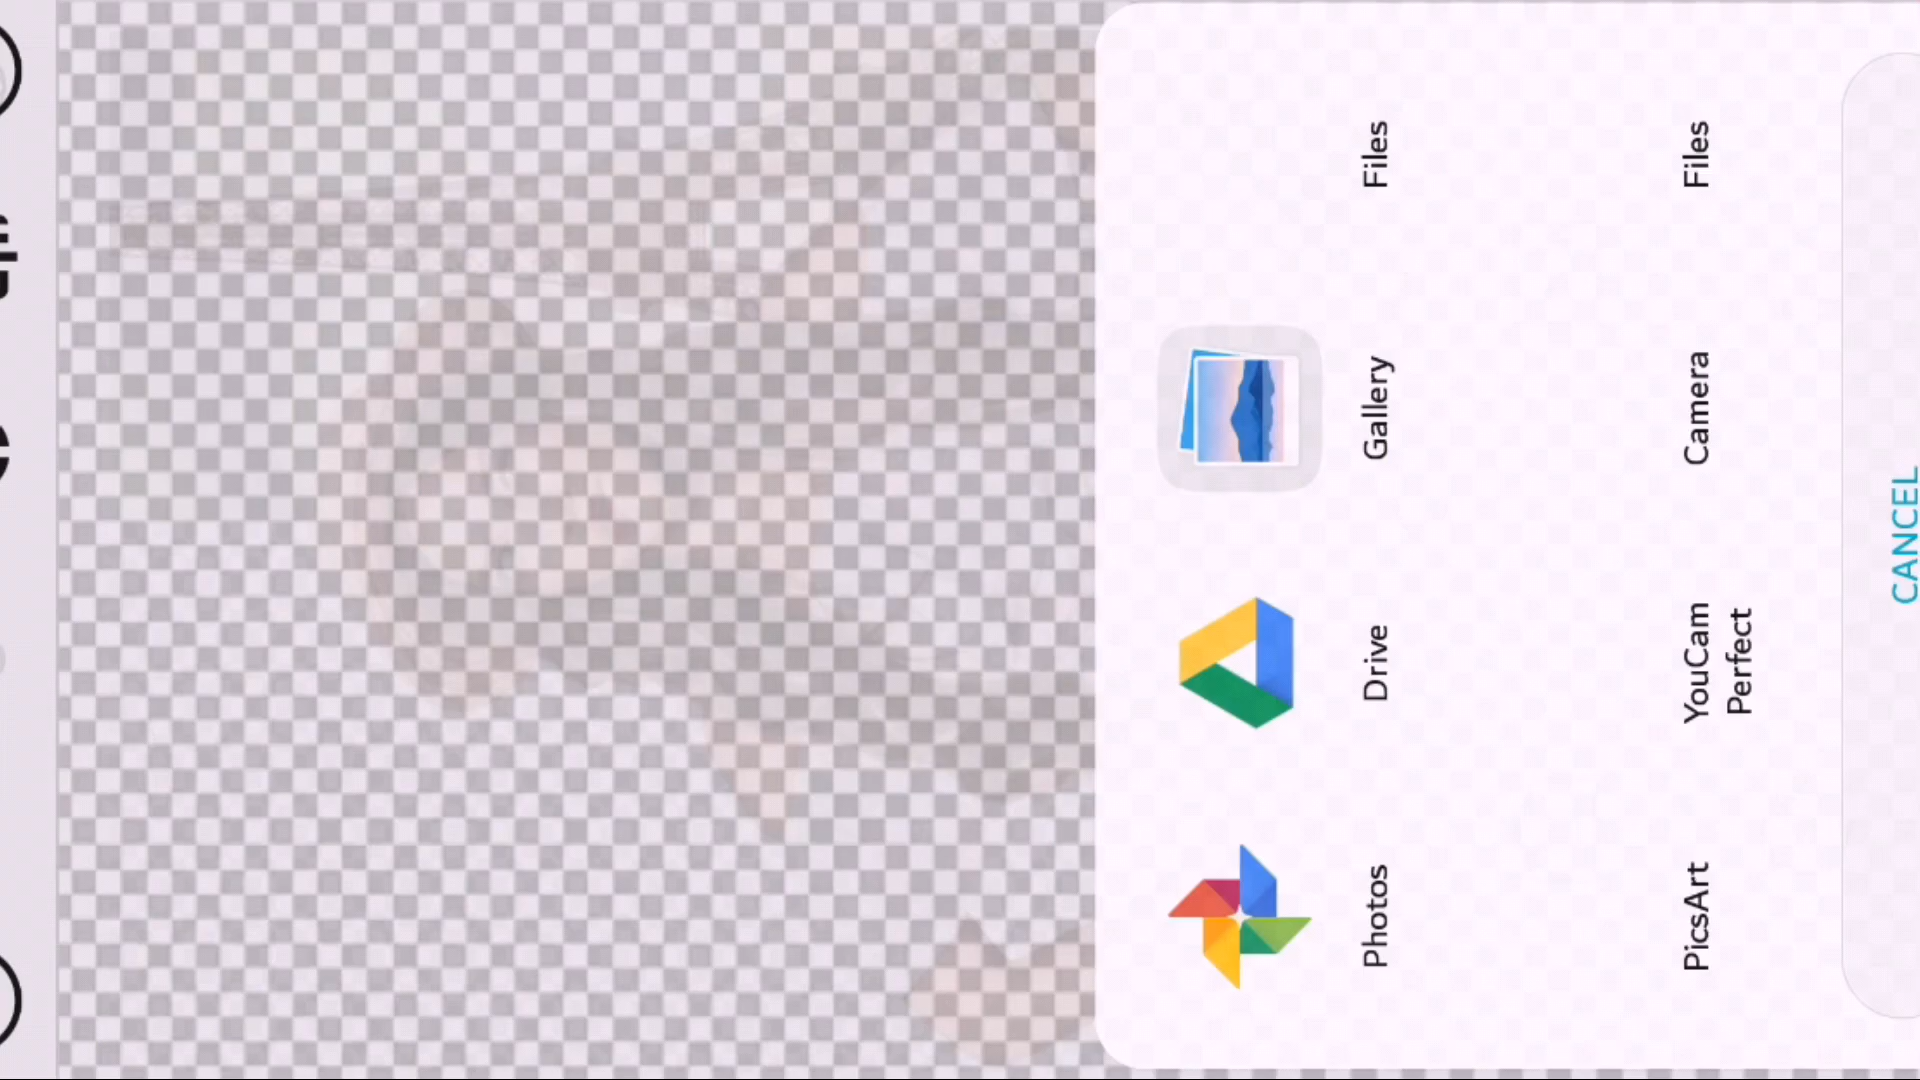 Photos
Drive
Gallery
Files
PicsArt
YouCam
Perfect
Camera
Files
CANCEL